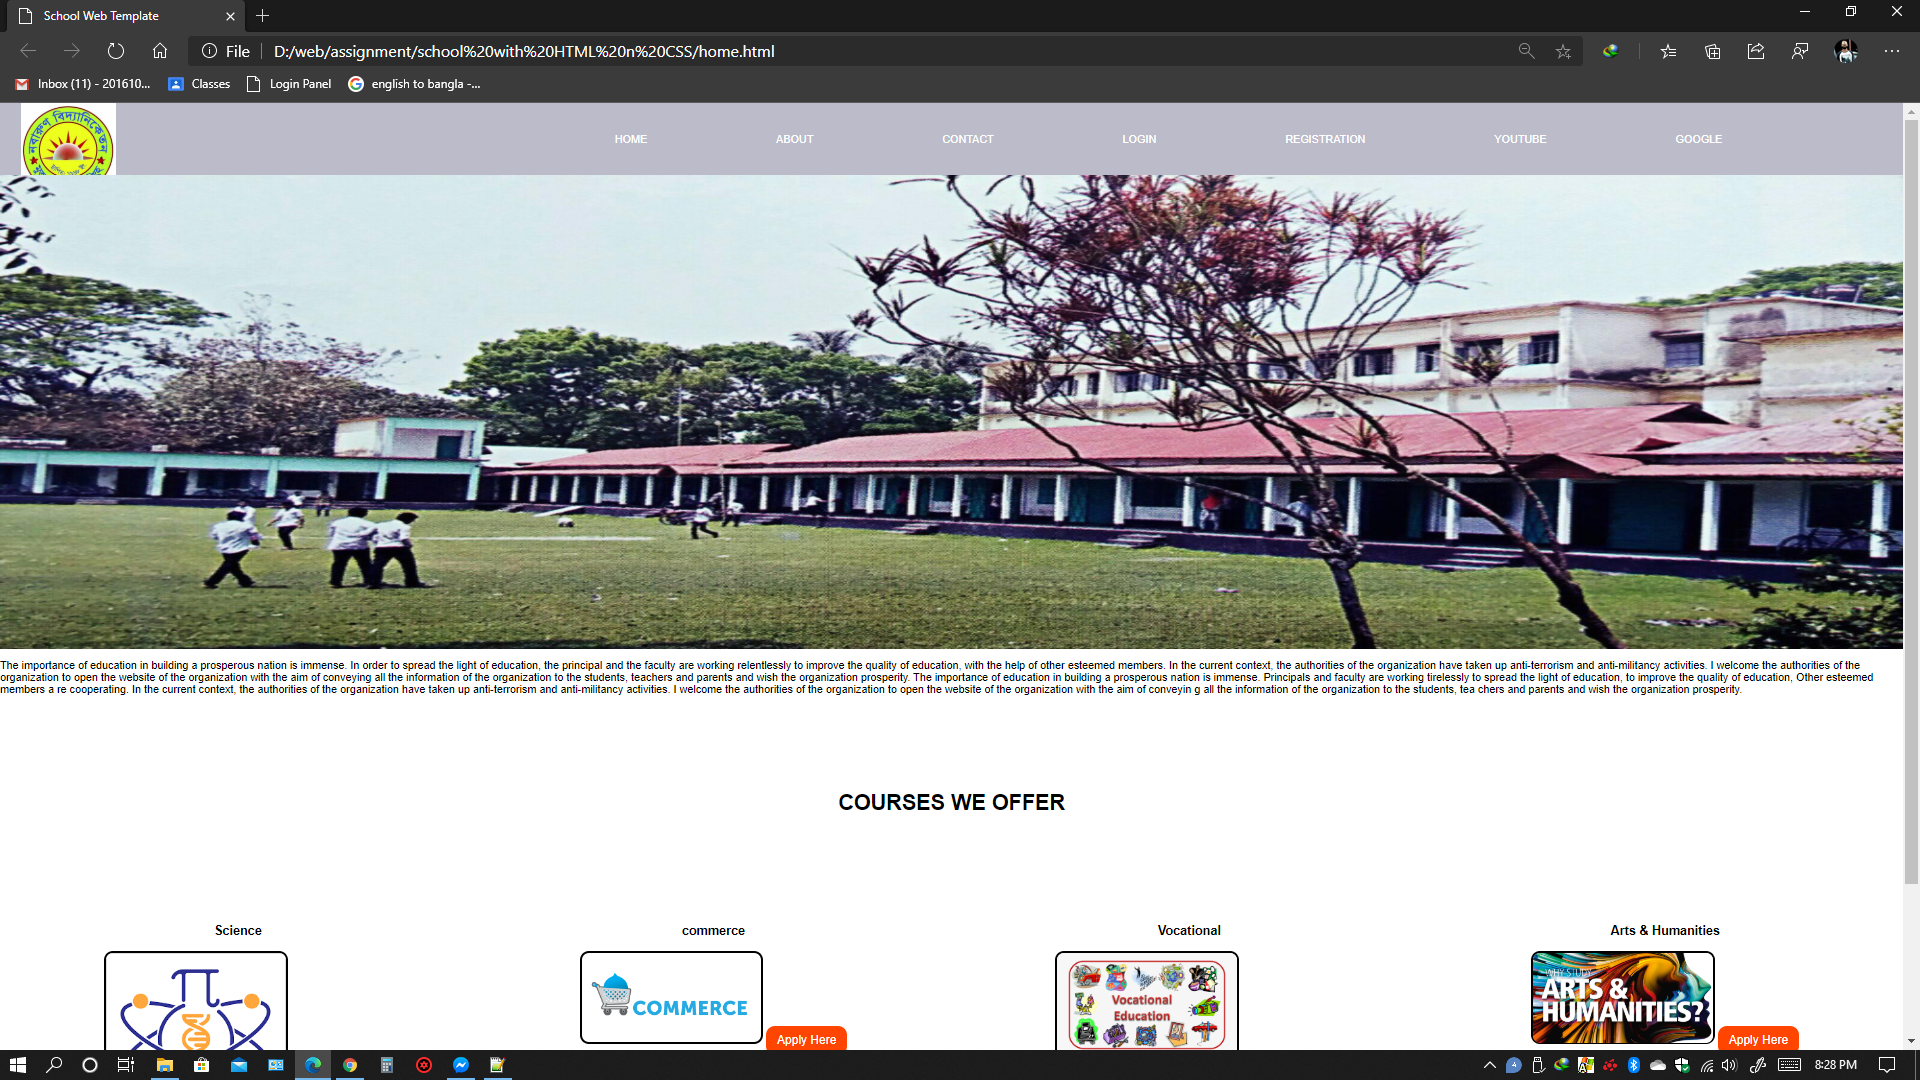 School Web Template
File
D:/web/assignment/school%20with%20HTML%20n%20CSS/home.html
Inbox (11) - 201610...
Classes
Login Panel
english to bangla -...
নবারুণ বিদ্যানিকেতন
HOME
ABOUT
CONTACT
LOGIN
REGISTRATION
YOUTUBE
GOOGLE
The importance of education in building a prosperous nation is immense. In order to spread the light of education, the principal and the faculty are working relentlessly to improve the quality of education, with the help of other esteemed members. In the current context, the authorities of the organization have taken up anti-terrorism and anti-militancy activities. I welcome the authorities of the
organization to open the website of the organization with the aim of conveying all the information of the organization to the students, teachers and parents and wish the organization prosperity. The importance of education in building a prosperous nation is immense. Principals and faculty are working tirelessly to spread the light of education, to improve the quality of education, Other esteemed
members a re cooperating. In the current context, the authorities of the organization have taken up anti-terrorism and anti-militancy activities. I welcome the authorities of the organization to open the website of the organization with the aim of conveyin g all the information of the organization to the students, tea chers and parents and wish the organization prosperity.
COURSES WE OFFER
Science
commerce
Vocational
Arts & Humanities
COMMERCE
Apply Here
Vocational
Education
WHY STUDY
ARTS &
HUMANITIES?
Apply Here
8:28 PM